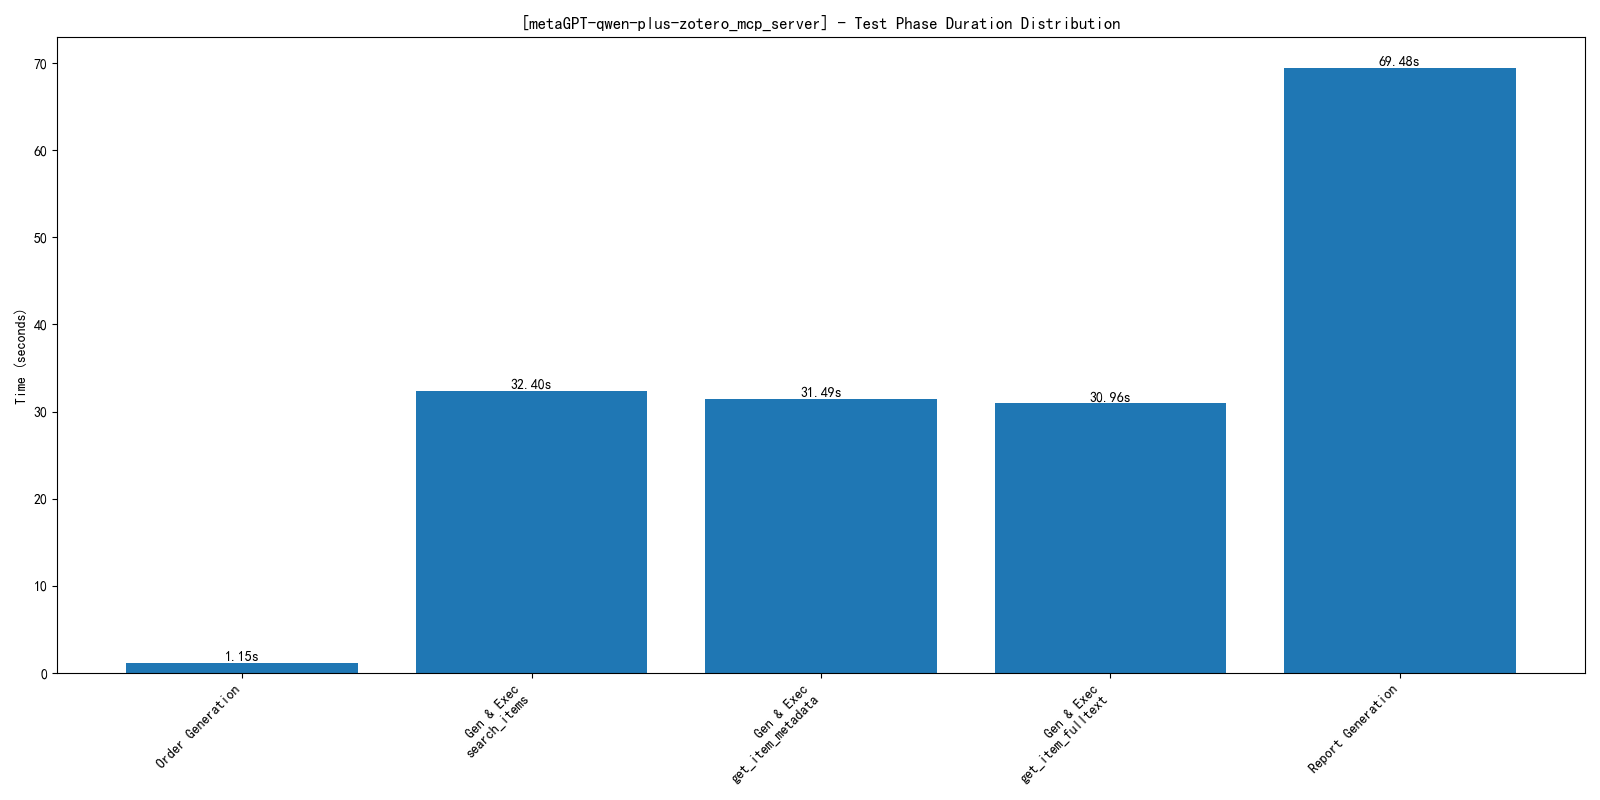 [metaGPT-qwen-plus-zotero_mcp_server] - Test Phase Duration Distribution
Time (seconds)
70
60
50
40
30
20
10
0
1.15s
32.40s
31.49s
30.96s
69.48s
Order Generation
Gen & Exec
search_items
Gen & Exec
get_item_metadata
Gen & Exec
get_item_fulltext
Report Generation